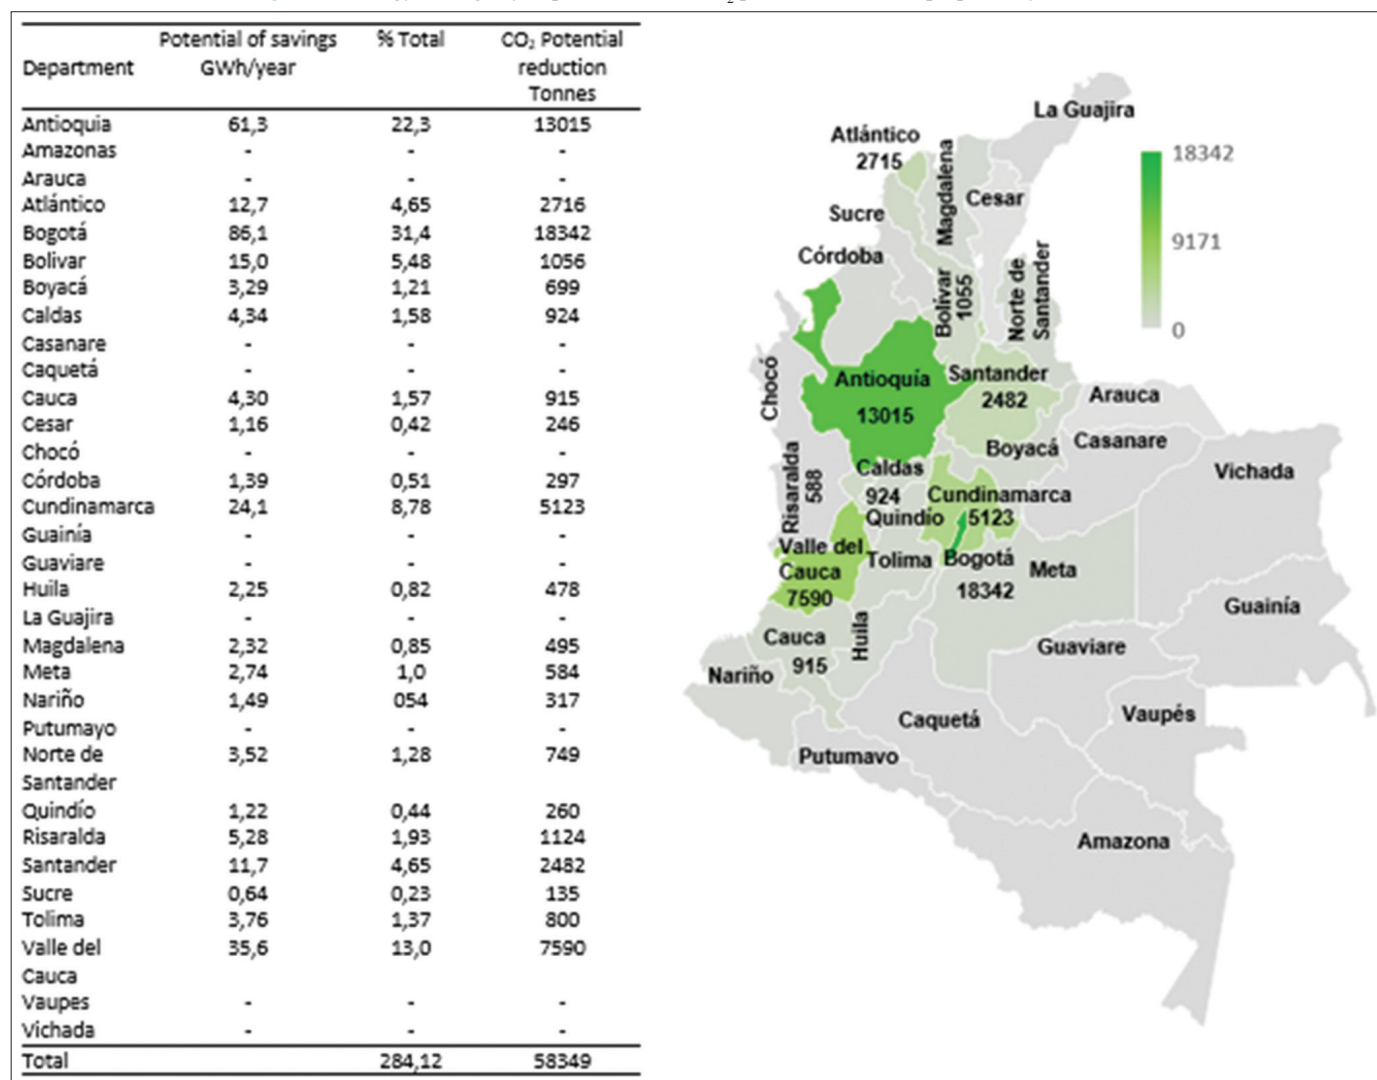 Potential of savings % Total CO₂ Potential
Department GWh/year reduction
Tonnes
Antioquia 61,3 22,3 13015
Amazonas - - -
Arauca - - -
Atlántico 12,7 4,65 2716
Bogotá 86,1 31,4 18342
Bolivar 15,0 5,48 1056
Boyacá 3,29 1,21 699
Caldas 4,34 1,58 924
Casanare - - -
Caquetá - - -
Cauca 4,30 1,57 915
Cesar 1,16 0,42 246
Chocó - - -
Córdoba 1,39 0,51 297
Cundinamarca 24,1 8,78 5123
Guainía - - -
Guaviare - - -
Huila 2,25 0,82 478
La Guajira - - -
Magdalena 2,32 0,85 495
Meta 2,74 1,0 584
Nariño 1,49 054 317
Putumayo - - -
Norte de 3,52 1,28 749
Santander
Quindío 1,22 0,44 260
Risaralda 5,28 1,93 1124
Santander 11,7 4,65 2482
Sucre 0,64 0,23 135
Tolima 3,76 1,37 800
Valle del 35,6 13,0 7590
Cauca
Vaupes - - -
Vichada - - -
Total 284,12 58349
La Guajira
Atlántico
2715
Magdalena
Cesar
Sucre
Córdoba
Bolívar
1055
Norte de
Santander
18342
9171
0
Chocó
Antioquía
13015
Santander
2482
Arauca
Boyacá
Casanare
Vichada
Risaralda
588
Caldas
924
Cundinamarca
5123
Quindío
Valle del
Cauca
7590
Tolima
Bogotá
18342
Meta
Guainía
Cauca
915
Huila
Guaviare
Nariño
Caquetá
Vaupés
Putumavo
Amazona